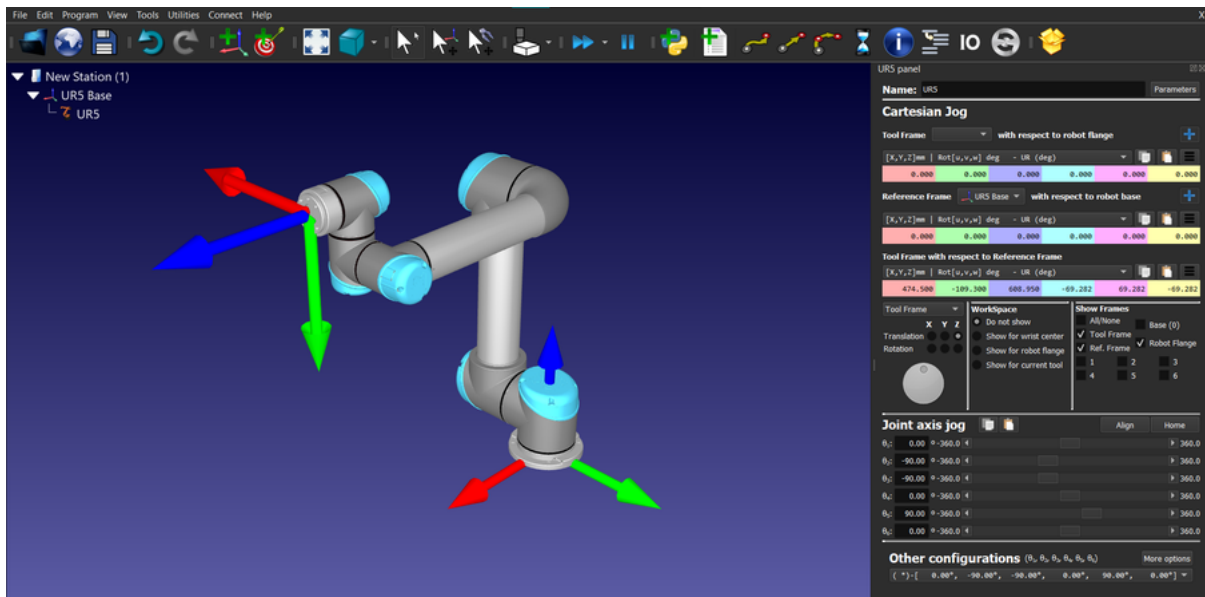 File Edit Program View Tools Utilities Connect Help X
IO
New Station (1)
UR5 Base
UR5
UR5 panel
Name: UR5 Parameters
Cartesian Jog
Tool Frame with respect to robot flange
[X,Y,Z]mm | Rot[u,v,w] deg - UR (deg)
0.000 0.000 0.000 0.000 0.000 0.000
Reference Frame UR5 Base with respect to robot base
[X,Y,Z]mm | Rot[u,v,w] deg - UR (deg)
0.000 0.000 0.000 0.000 0.000 0.000
Tool Frame with respect to Reference Frame
[X,Y,Z]mm | Rot[u,v,w] deg - UR (deg)
474.500 -109.300 608.950 -69.282 69.282 -69.282
Tool Frame
X Y Z
Translation
Rotation
WorkSpace
Do not show
Show for wrist center
Show for robot flange
Show for current tool
Show Frames
All/None Base (0)
Tool Frame Robot Flange
Ref. Frame
1 2 3
4 5 6
Joint axis jog Align Home
θ₁: 0.00 ° -360.0 360.0
θ₂: -90.00 ° -360.0 360.0
θ₃: -90.00 ° -360.0 360.0
θ₄: 0.00 ° -360.0 360.0
θ₅: 90.00 ° -360.0 360.0
θ₆: 0.00 ° -360.0 360.0
Other configurations (θ₁, θ₂, θ₃, θ₄, θ₅, θ₆) More options
( *)-[ 0.00°, -90.00°, -90.00°, 0.00°, 90.00°, 0.00°]